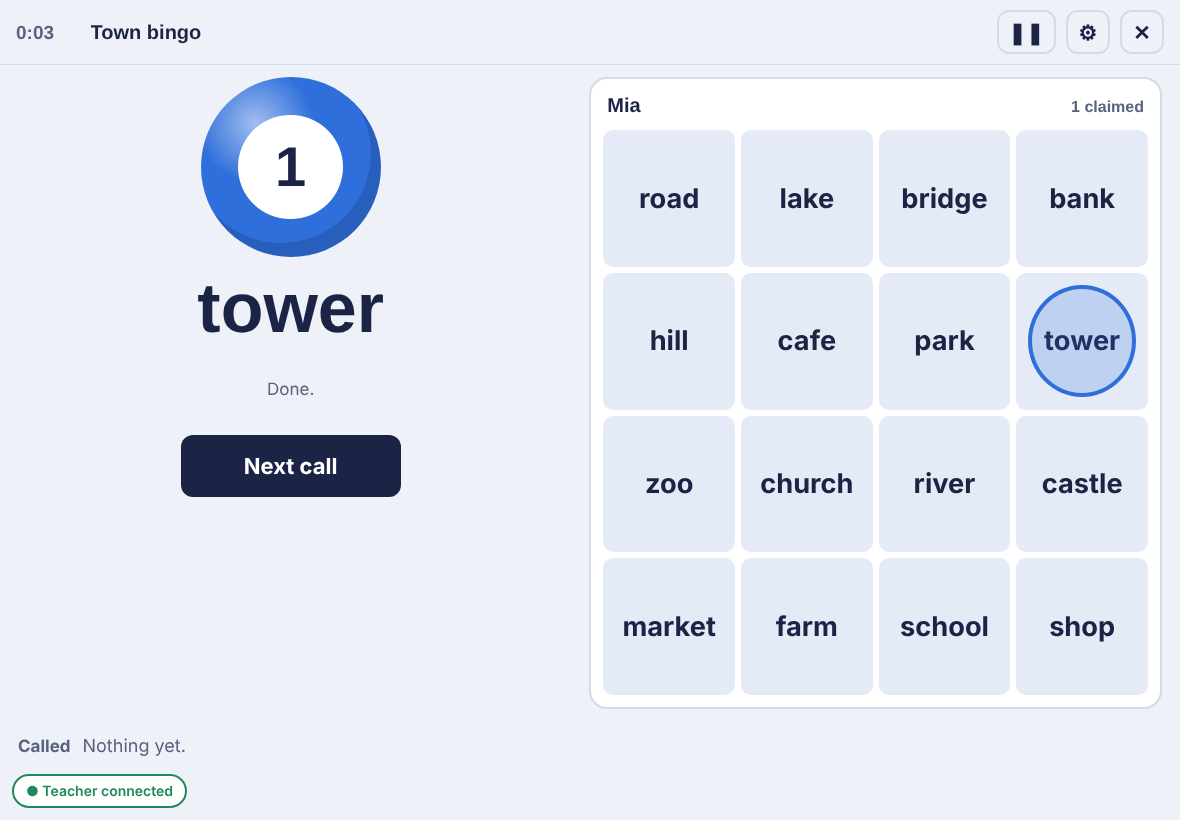 0:03 Town bingo
1
tower
Done.
Next call
Mia 1 claimed
road lake bridge bank
hill cafe park tower
zoo church river castle
market farm school shop
Called Nothing yet.
Teacher connected